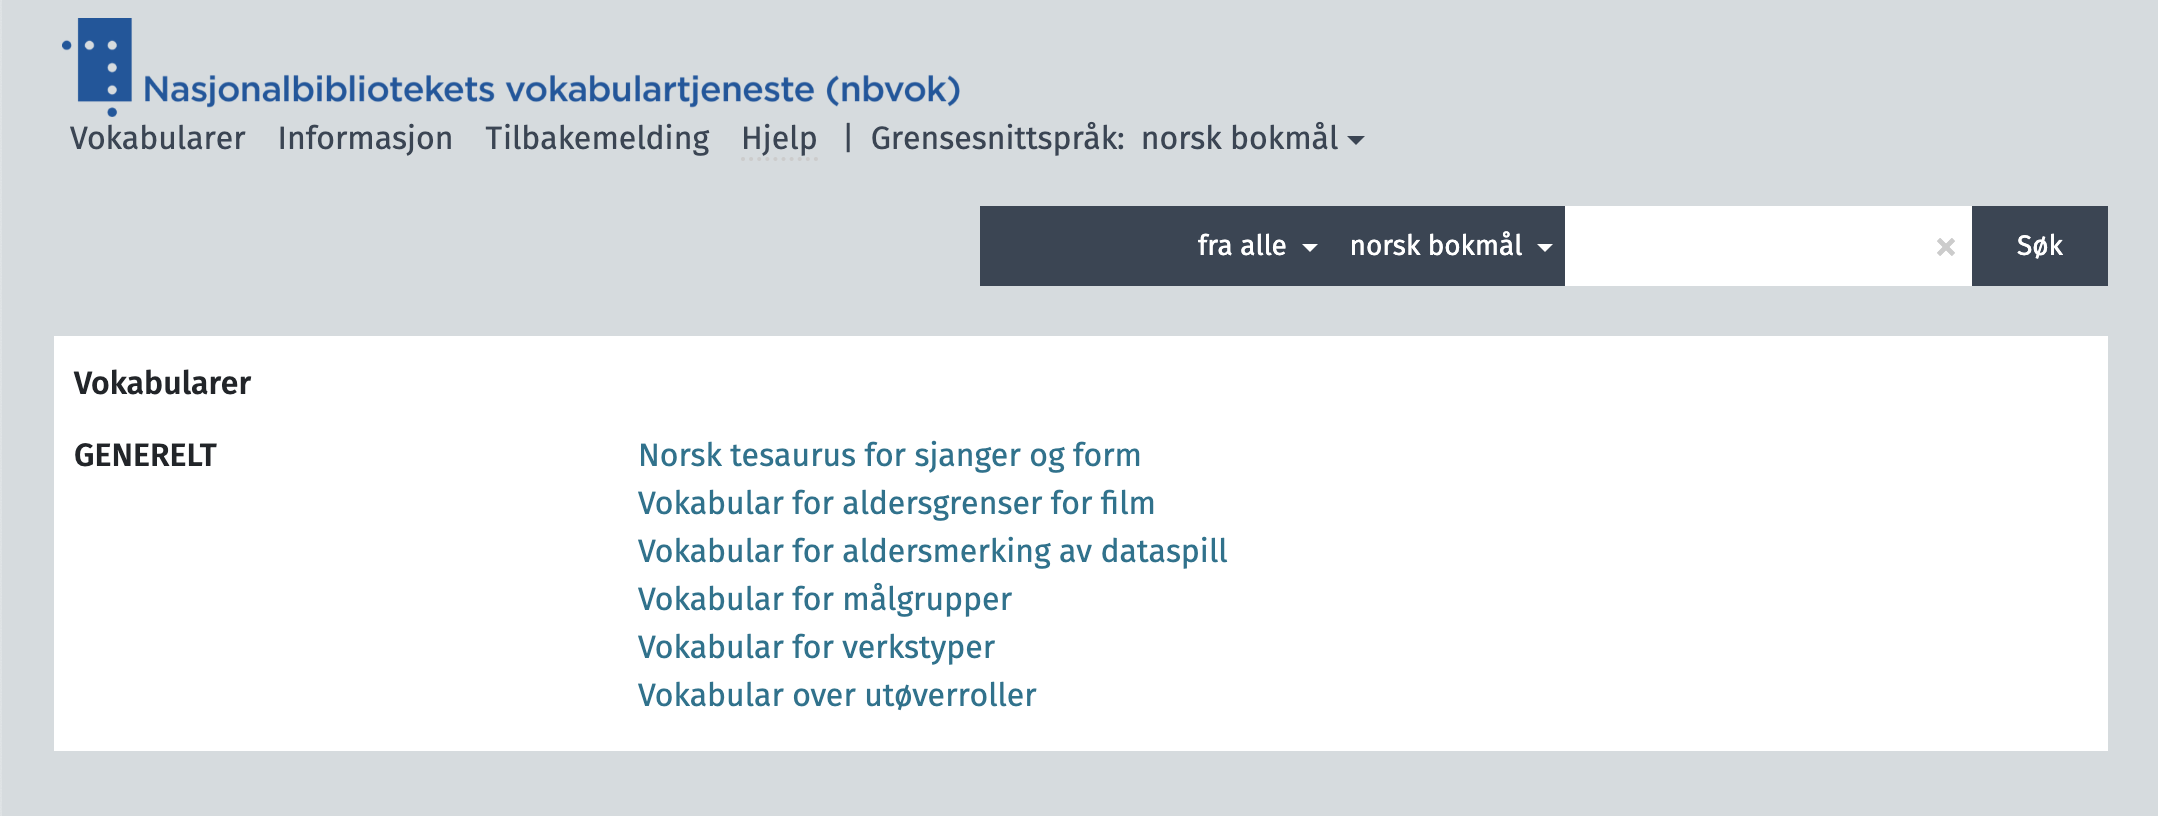 Nasjonalbibliotekets vokabulartjeneste (nbvok)
Vokabularer Informasjon Tilbakemelding Hjelp | Grensesnittspråk: norsk bokmål
fra alle norsk bokmål Søk
Vokabularer
GENERELT
Norsk tesaurus for sjanger og form
Vokabular for aldersgrenser for film
Vokabular for aldersmerking av dataspill
Vokabular for målgrupper
Vokabular for verkstyper
Vokabular over utøverroller